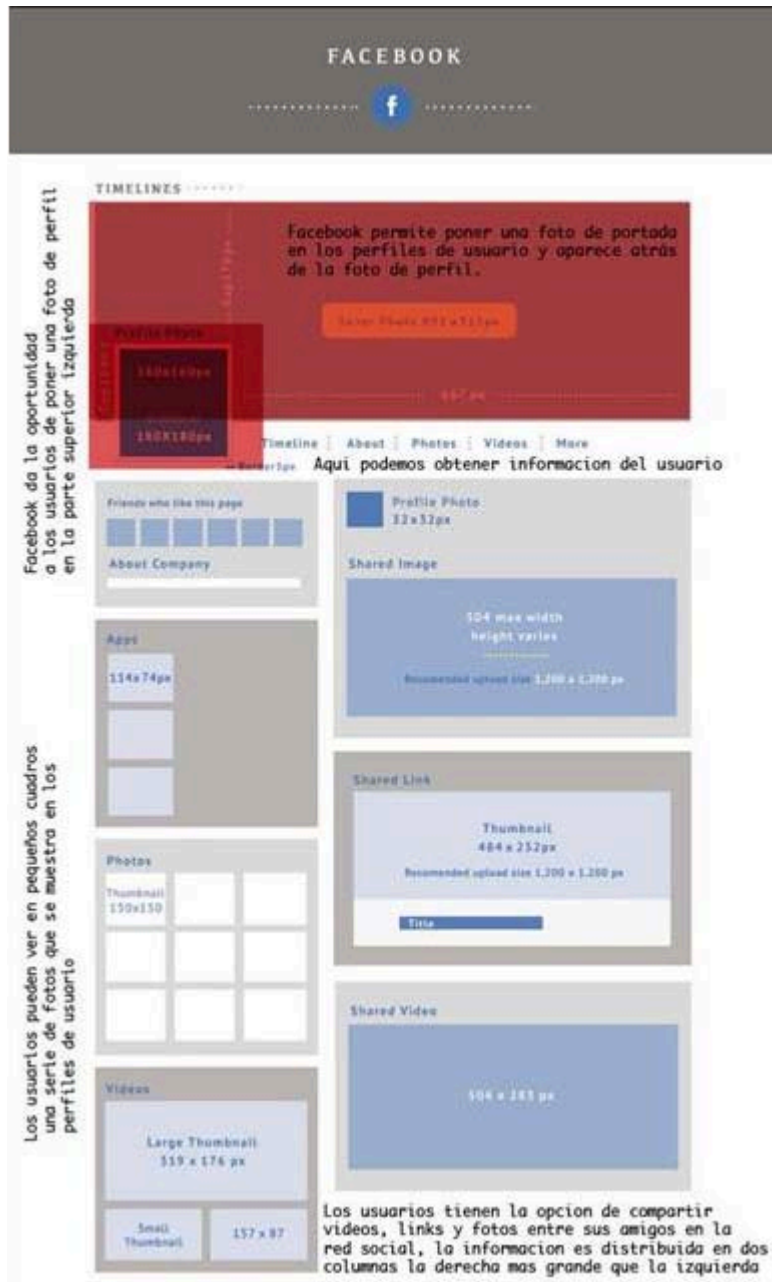 FACEBOOK
f
TIMELINES
Facebook permite poner una foto de portada
en los perfiles de usuario y aparece atrás
de la foto de perfil.
Cover Photo 851 x 315px
Profile Photo
160x160px
180X180px
Timeline
About
Photos
Videos
More
Aqui podemos obtener informacion del usuario
Facebook da la oportunidad
a los usuarios de poner una foto de perfil
en la parte superior izquierda
Friends who like this page
About Company
Profile Photo
32x32px
Shared Image
504 max width
height varies
Recomended upload size 1,200 x 1,200 px
Apps
114x74px
Shared Link
Thumbnail
484 x 252px
Recomended upload size 1,200 x 1,200 px
Title
Photos
Thumbnail
150x150
Los usuarios pueden ver en pequeños cuadros
una serie de fotos que se muestra en los
perfiles de usuario
Shared Video
504 x 283 px
Videos
Large Thumbnail
319 x 176 px
Small
Thumbnail
157 x 87
Los usuarios tienen la opcion de compartir
videos, links y fotos entre sus amigos en la
red social, la informacion es distribuida en dos
columnas la derecha mas grande que la izquierda